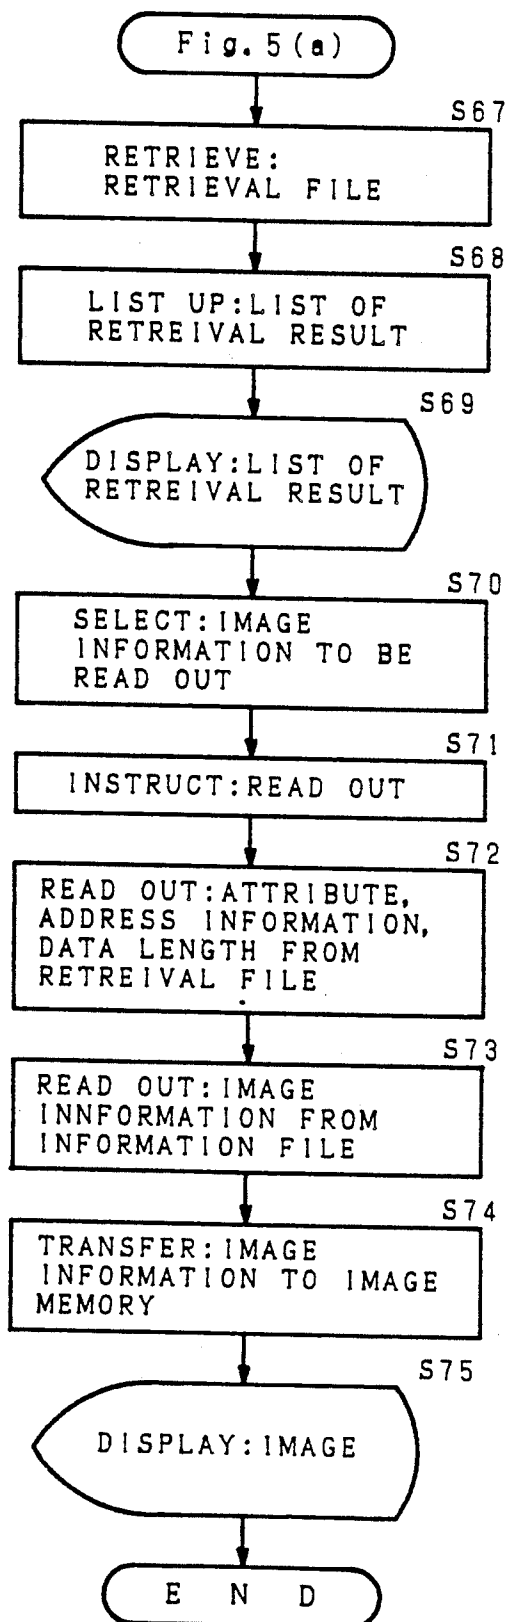 Fig. 5(a)
S67
RETRIEVE:
RETRIEVAL FILE
S68
LIST UP:LIST OF
RETREIVAL RESULT
S69
DISPLAY:LIST OF
RETREIVAL RESULT
S70
SELECT:IMAGE
INFORMATION TO BE
READ OUT
S71
INSTRUCT:READ OUT
S72
READ OUT:ATTRIBUTE,
ADDRESS INFORMATION,
DATA LENGTH FROM
RETREIVAL FILE
S73
READ OUT:IMAGE
INNFORMATION FROM
INFORMATION FILE
S74
TRANSFER:IMAGE
INFORMATION TO IMAGE
MEMORY
S75
DISPLAY:IMAGE
E N D